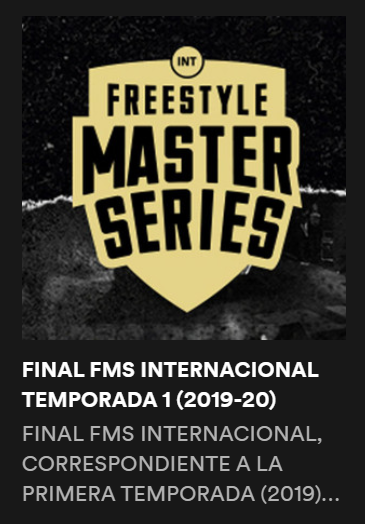 INT
FREESTYLE
MASTER
SERIES
FINAL FMS INTERNACIONAL
TEMPORADA 1 (2019-20)
FINAL FMS INTERNACIONAL,
CORRESPONDIENTE A LA
PRIMERA TEMPORADA (2019)...